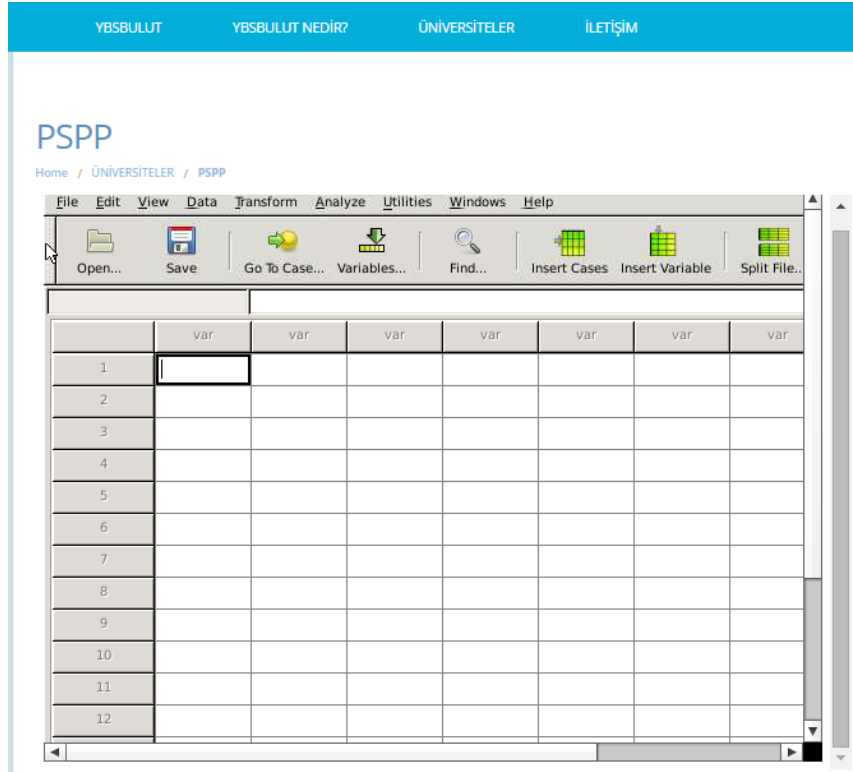 YBSBULUT YBSBULUT NEDİR? ÜNİVERSİTELER İLETİŞİM
PSPP
Home / ÜNİVERSİTELER / PSPP
File Edit View Data Transform Analyze Utilities Windows Help
Open... Save Go To Case... Variables... Find... Insert Cases Insert Variable Split File..
var var var var var var var
1
2
3
4
5
6
7
8
9
10
11
12